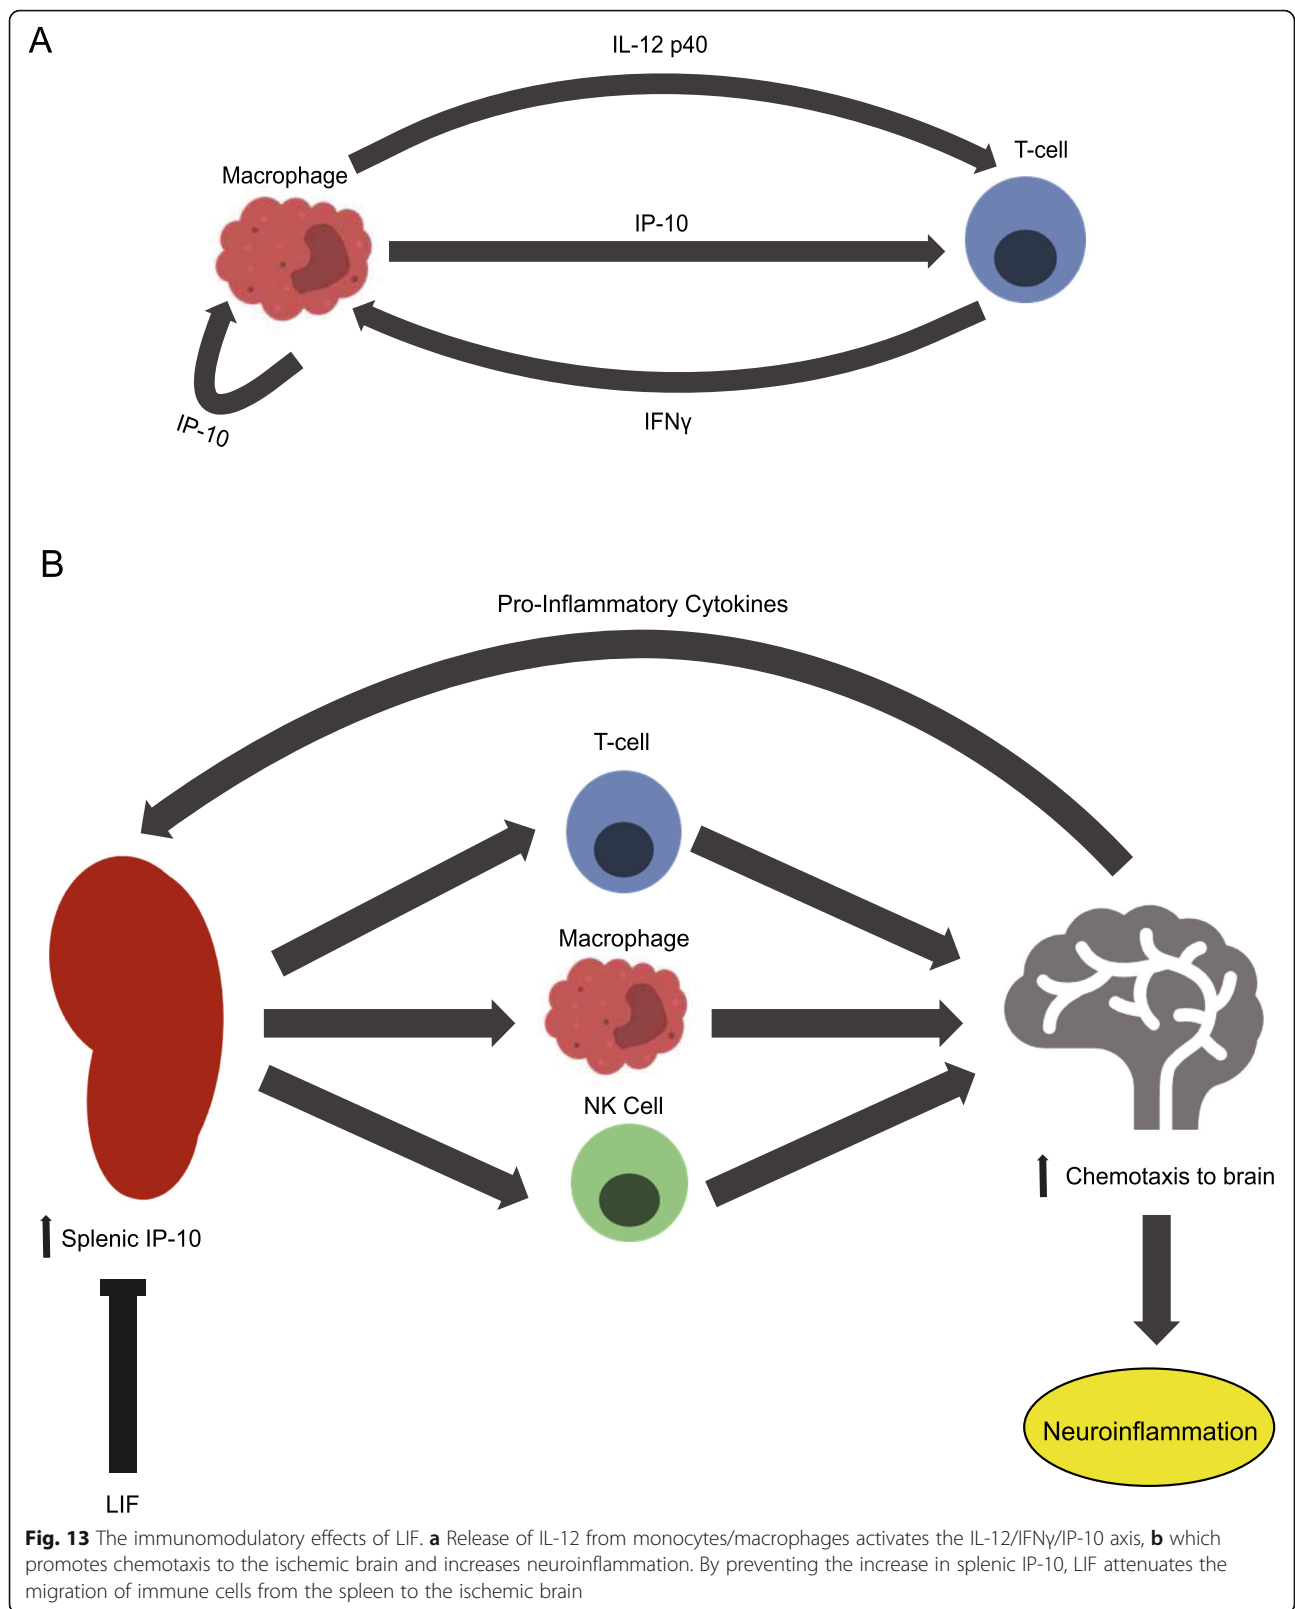 A
IL-12 p40
T-cell
Macrophage
IP-10
IP-10
IFNγ
B
Pro-Inflammatory Cytokines
T-cell
Macrophage
NK Cell
Chemotaxis to brain
Splenic IP-10
Neuroinflammation
LIF
Fig. 13 The immunomodulatory effects of LIF. a Release of IL-12 from monocytes/macrophages activates the IL-12/IFNγ/IP-10 axis, b which
promotes chemotaxis to the ischemic brain and increases neuroinflammation. By preventing the increase in splenic IP-10, LIF attenuates the
migration of immune cells from the spleen to the ischemic brain